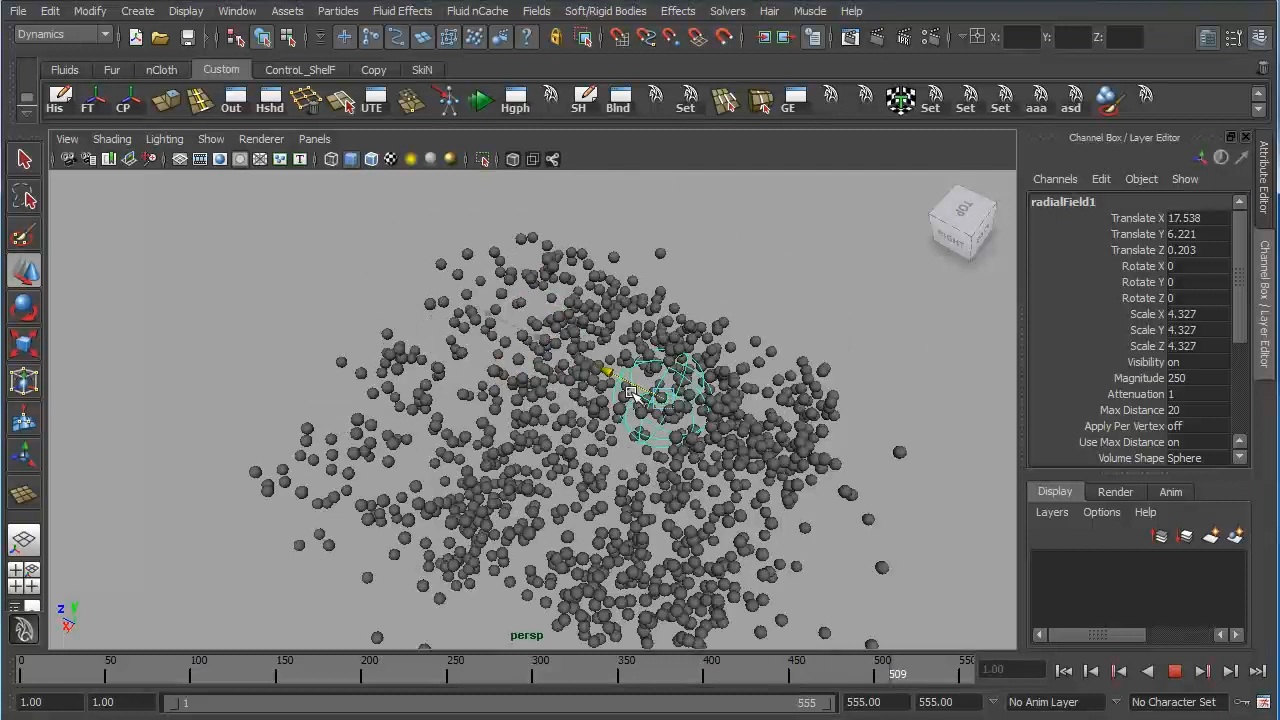 File Edit Modify Create Display Window Assets Particles Fluid Effects Fluid nCache Fields Soft/Rigid Bodies Effects Solvers Hair Muscle Help
Dynamics X: Y: Z:
Fluids Fur nCloth Custom ControL_ShelF Copy SkiN
His FT CP Out Hshd UTE Hgph SH Blnd Set GE Set Set Set aaa asd
View Shading Lighting Show Renderer Panels
Channel Box / Layer Editor
Channels Edit Object Show
radialField1
Translate X 17.538
Translate Y 6.221
Translate Z 0.203
Rotate X 0
Rotate Y 0
Rotate Z 0
Scale X 4.327
Scale Y 4.327
Scale Z 4.327
Visibility on
Magnitude 250
Attenuation 1
Max Distance 20
Apply Per Vertex off
Use Max Distance on
Volume Shape Sphere
Attribute Editor
Channel Box / Layer Editor
TOP
RIGHT
Display Render Anim
Layers Options Help
z y
x
persp
0 50 100 150 200 250 300 350 400 450 500 55
509
1.00
1.00 1.00 1 555 555.00 555.00 No Anim Layer No Character Set